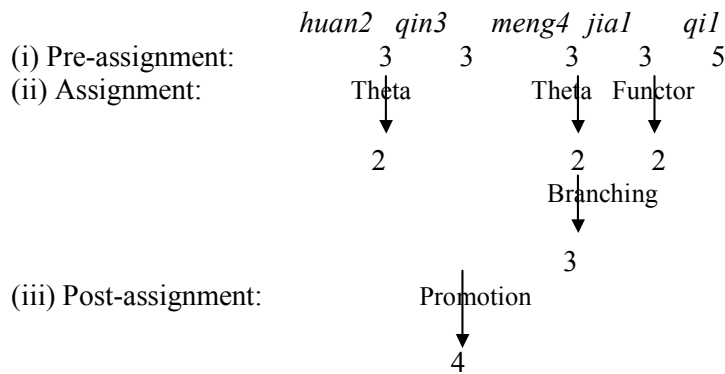 huan2 qin3 meng4 jia1 qi1
(i) Pre-assignment: 3 3 3 3 5
(ii) Assignment: Theta Theta Functor
2 2 2
Branching
3
(iii) Post-assignment: Promotion
4